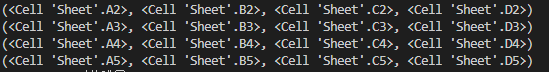 (<Cell 'Sheet'.A2>, <Cell 'Sheet'.B2>, <Cell 'Sheet'.C2>, <Cell 'Sheet'.D2>)
(<Cell 'Sheet'.A3>, <Cell 'Sheet'.B3>, <Cell 'Sheet'.C3>, <Cell 'Sheet'.D3>)
(<Cell 'Sheet'.A4>, <Cell 'Sheet'.B4>, <Cell 'Sheet'.C4>, <Cell 'Sheet'.D4>)
(<Cell 'Sheet'.A5>, <Cell 'Sheet'.B5>, <Cell 'Sheet'.C5>, <Cell 'Sheet'.D5>)